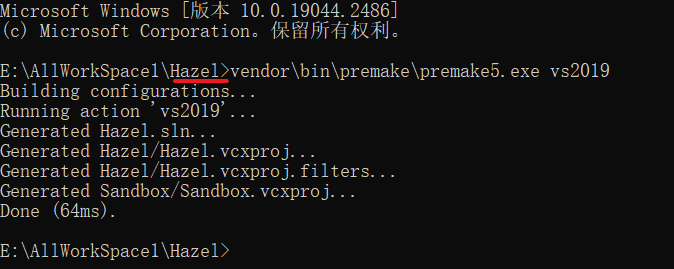 Microsoft Windows [版本 10.0.19044.2486]
(c) Microsoft Corporation。保留所有权利。
E:\AllWorkSpace1\Hazel>vendor\bin\premake\premake5.exe vs2019
Building configurations...
Running action 'vs2019'...
Generated Hazel.sln...
Generated Hazel/Hazel.vcxproj...
Generated Hazel/Hazel.vcxproj.filters...
Generated Sandbox/Sandbox.vcxproj...
Done (64ms).
E:\AllWorkSpace1\Hazel>